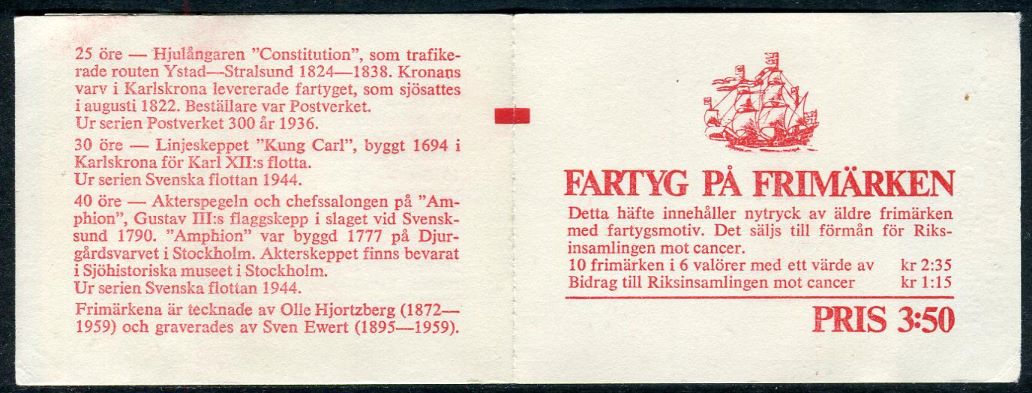 25 öre — Hjulångaren ”Constitution”, som trafike-
rade routen Ystad—Stralsund 1824—1838. Kronans
varv i Karlskrona levererade fartyget, som sjösattes
i augusti 1822. Beställare var Postverket.
Ur serien Postverket 300 år 1936.
30 öre — Linjeskeppet ”Kung Carl”, byggt 1694 i
Karlskrona för Karl XII:s flotta.
Ur serien Svenska flottan 1944.
40 öre — Akterspegeln och chefssalongen på ”Am-
phion”, Gustav III:s flaggskepp i slaget vid Svensk-
sund 1790. ”Amphion” var byggd 1777 på Djur-
gårdsvarvet i Stockholm. Akterskeppet finns bevarat
i Sjöhistoriska museet i Stockholm.
Ur serien Svenska flottan 1944.
Frimärkena är tecknade av Olle Hjortzberg (1872—
1959) och graverades av Sven Ewert (1895—1959).
FARTYG PÅ FRIMÄRKEN
Detta häfte innehåller nytryck av äldre frimärken
med fartygsmotiv. Det säljs till förmån för Riks-
insamlingen mot cancer.
10 frimärken i 6 valörer med ett värde av kr 2:35
Bidrag till Riksinsamlingen mot cancer kr 1:15
PRIS 3:50